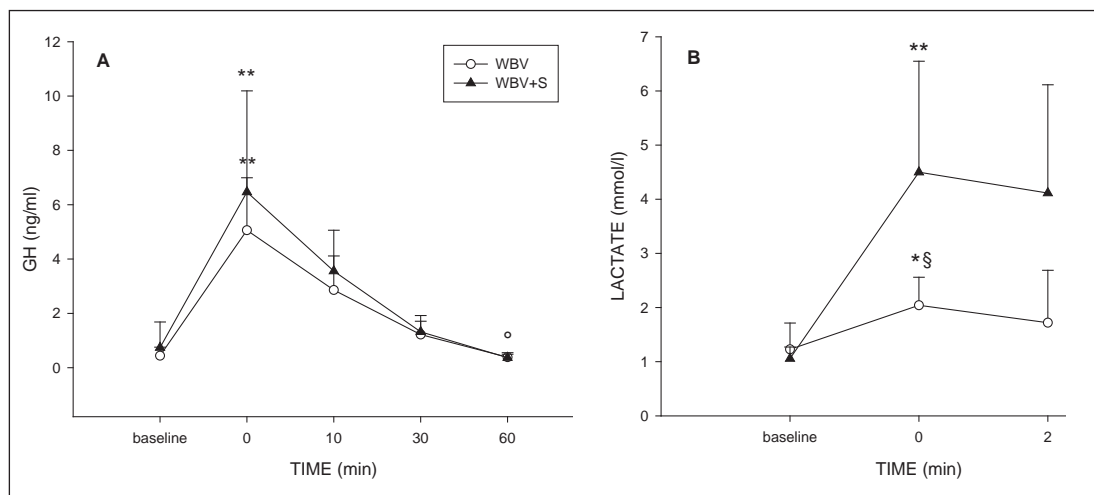 A
12
10
8
6
4
2
0
GH (ng/ml)
**
**
°
WBV
WBV+S
baseline 0 10 30 60
TIME (min)
B
7
6
5
4
3
2
1
0
LACTATE (mmol/l)
**
*§
baseline 0 2
TIME (min)